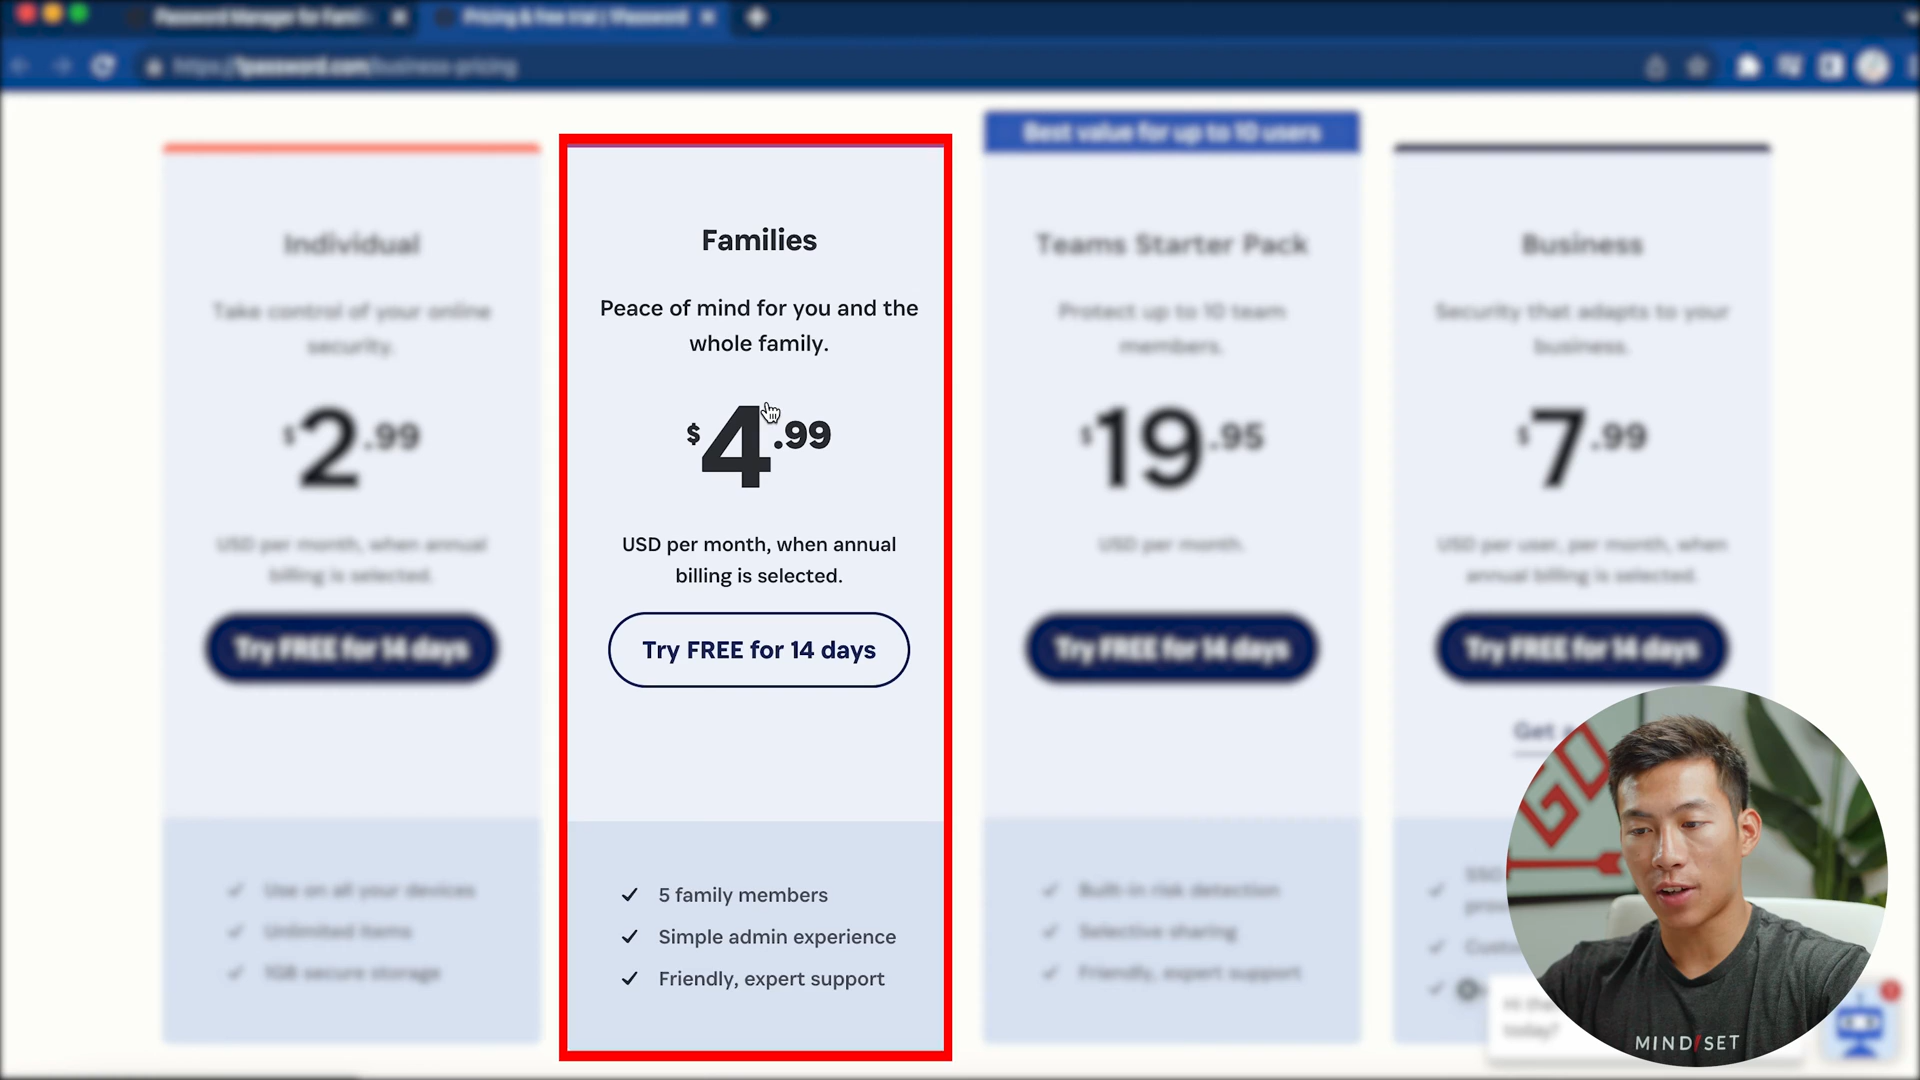 Password Manager for Famili
Pricing & free trial | 1Password
https://1password.com/business-pricing
Best value for up to 10 users
Individual
Take control of your online
security.
$2.99
USD per month, when annual
billing is selected.
Try FREE for 14 days
Use on all your devices
Unlimited items
1GB secure storage
Families
Peace of mind for you and the
whole family.
$4.99
USD per month, when annual
billing is selected.
Try FREE for 14 days
5 family members
Simple admin experience
Friendly, expert support
Teams Starter Pack
Protect up to 10 team
members.
$19.95
USD per month.
Try FREE for 14 days
Built-in risk detection
Selective sharing
Friendly, expert support
Business
Security that adapts to your
business.
$7.99
USD per user, per month, when
annual billing is selected.
Try FREE for 14 days
Get
today?
GO
MIND/SET